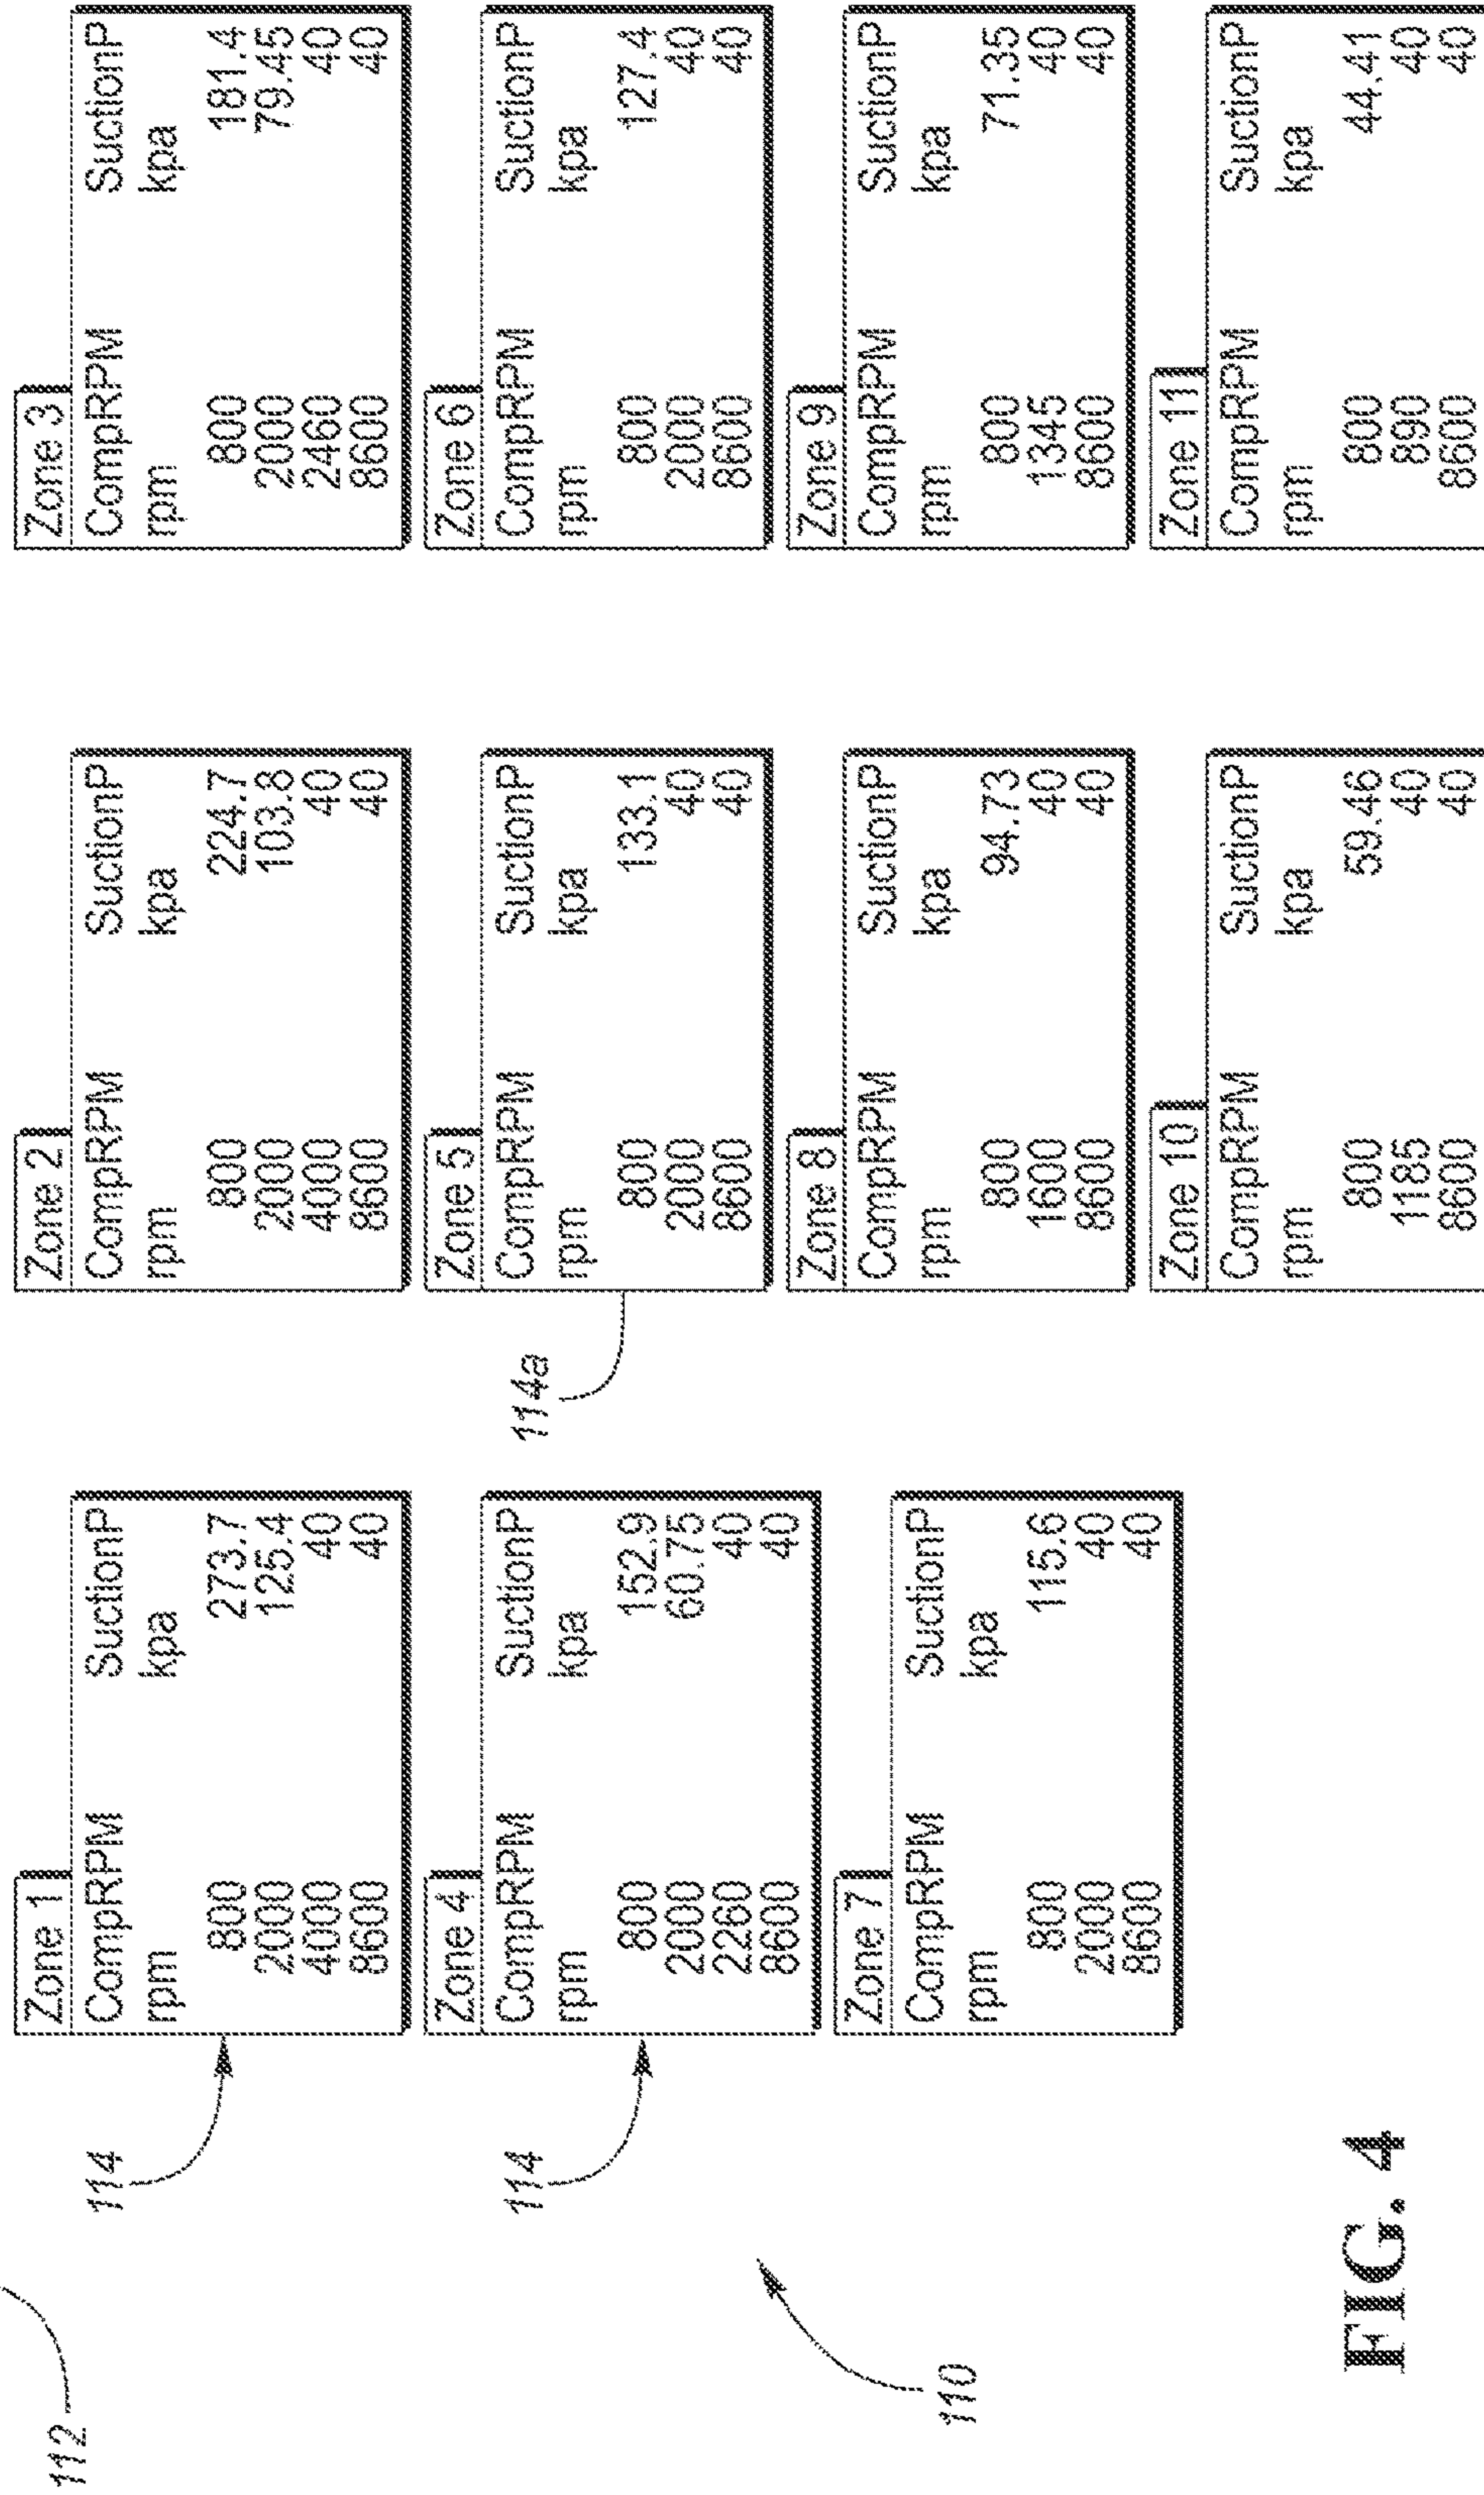 112
110
114
Zone 1
CompRPM SuctionP
rpm kpa
800 273.7
2000 125.4
4000 40
8600 40
Zone 2
CompRPM SuctionP
rpm kpa
800 224.7
2000 103.8
4000 40
8600 40
Zone 3
CompRPM SuctionP
rpm kpa
800 181.4
2000 79.45
2460 40
8600 40
114
Zone 4
CompRPM SuctionP
rpm kpa
800 152.9
2000 60.75
2260 40
8600 40
114a
Zone 5
CompRPM SuctionP
rpm kpa
800 133.1
2000 40
8600 40
Zone 6
CompRPM SuctionP
rpm kpa
800 127.4
2000 40
8600 40
Zone 7
CompRPM SuctionP
rpm kpa
800 115.6
2000 40
8600 40
Zone 8
CompRPM SuctionP
rpm kpa
800 94.73
1600 40
8600 40
Zone 9
CompRPM SuctionP
rpm kpa
800 71.35
1345 40
8600 40
Zone 10
CompRPM SuctionP
rpm kpa
800 59.46
1185 40
8600 40
Zone 11
CompRPM SuctionP
rpm kpa
800 44.41
890 40
8600 40
FIG. 4